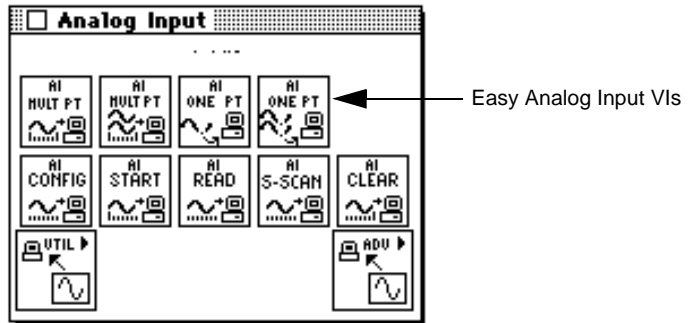 Analog Input
AI MULT PT
AI MULT PT
AI ONE PT
AI ONE PT
Easy Analog Input VIs
AI CONFIG
AI START
AI READ
AI S-SCAN
AI CLEAR
UTIL
ADV